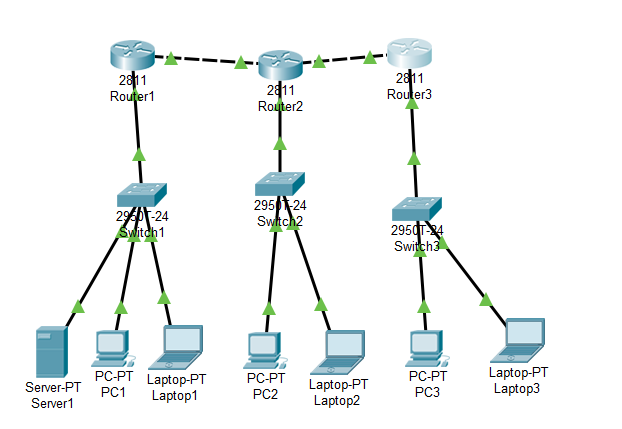 2811
Router1
2811
Router2
2811
Router3
2950T-24
Switch1
2950T-24
Switch2
2950T-24
Switch3
Server-PT
Server1
PC-PT
PC1
Laptop-PT
Laptop1
PC-PT
PC2
Laptop-PT
Laptop2
PC-PT
PC3
Laptop-PT
Laptop3